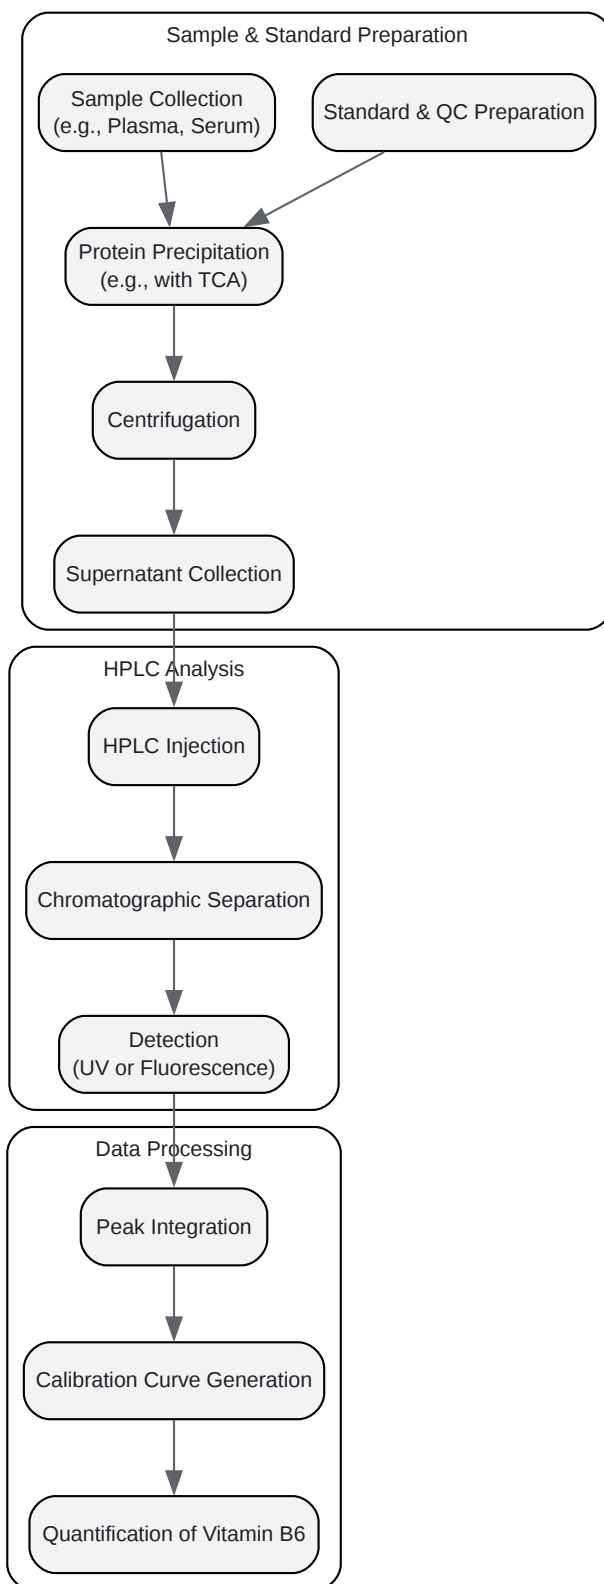 Sample & Standard Preparation
Sample Collection
(e.g., Plasma, Serum)
Standard & QC Preparation
Protein Precipitation
(e.g., with TCA)
Centrifugation
Supernatant Collection
HPLC Analysis
HPLC Injection
Chromatographic Separation
Detection
(UV or Fluorescence)
Data Processing
Peak Integration
Calibration Curve Generation
Quantification of Vitamin B6